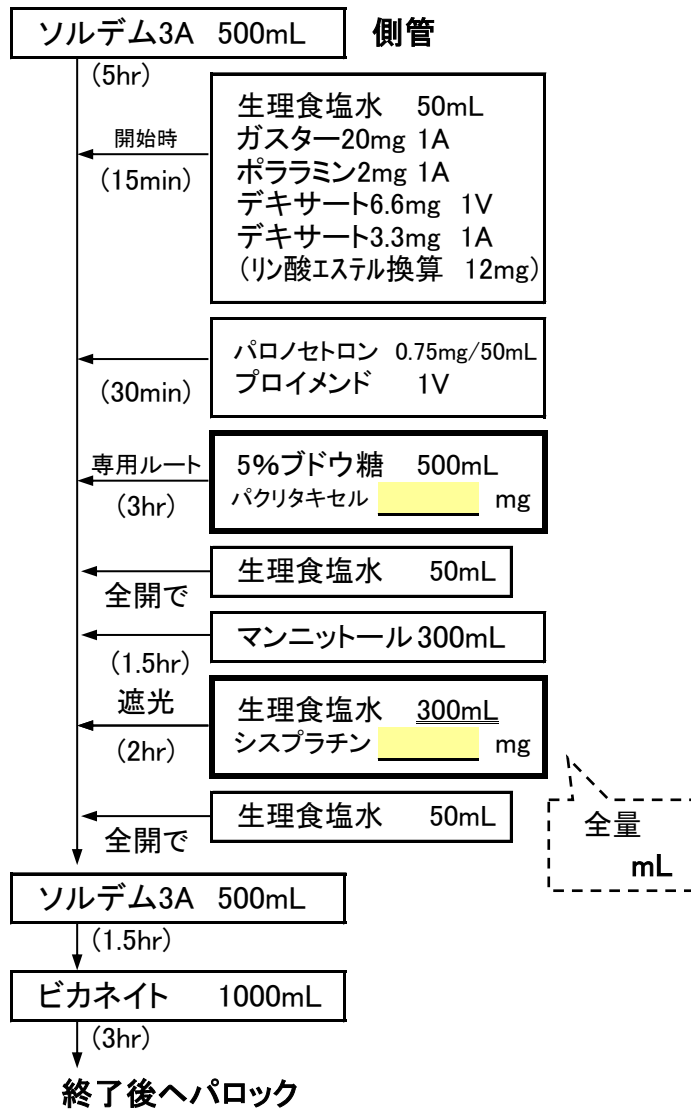 ソルデム3A 500mL 側管
(5hr)
生理食塩水 50mL
ガスター20mg 1A
開始時
ポララミン2mg 1A
(15min)
デキサート6.6mg 1V
デキサート3.3mg 1A
(リン酸エステル換算 12mg)
パロノセトロン 0.75mg/50mL
(30min)
プロイメンド 1V
専用ルート
5%ブドウ糖 500mL
(3hr)
パクリタキセル mg
生理食塩水 50mL
全開で
マンニットール300mL
(1.5hr)
遮光
生理食塩水 300mL
(2hr)
シスプラチン mg
生理食塩水 50mL
全開で
全量
mL
ソルデム3A 500mL
(1.5hr)
ビカネイト 1000mL
(3hr)
終了後ヘパロック